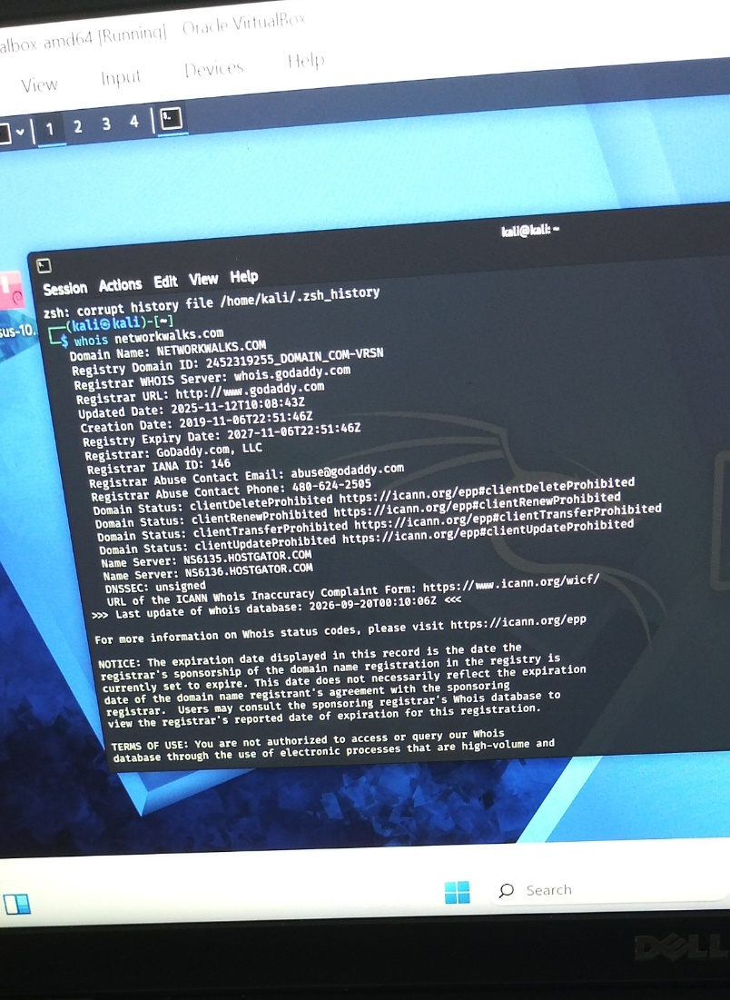 albox-amd64 [Running] Oracle VirtualBox
View Input Devices Help
1 2 3 4
kali@kali: ~
Session Actions Edit View Help
zsh: corrupt history file /home/kali/.zsh_history
(kali㉿kali)-[~]
$ whois networkwalks.com
Domain Name: NETWORKWALKS.COM
Registry Domain ID: 2452319255_DOMAIN_COM-VRSN
Registrar WHOIS Server: whois.godaddy.com
Registrar URL: http://www.godaddy.com
Updated Date: 2025-11-12T10:08:43Z
Creation Date: 2019-11-06T22:51:46Z
Registry Expiry Date: 2027-11-06T22:51:46Z
Registrar: GoDaddy.com, LLC
Registrar IANA ID: 146
Registrar Abuse Contact Email: abuse@godaddy.com
Registrar Abuse Contact Phone: 480-624-2505
Domain Status: clientDeleteProhibited https://icann.org/epp#clientDeleteProhibited
Domain Status: clientRenewProhibited https://icann.org/epp#clientRenewProhibited
Domain Status: clientTransferProhibited https://icann.org/epp#clientTransferProhibited
Domain Status: clientUpdateProhibited https://icann.org/epp#clientUpdateProhibited
Name Server: NS6135.HOSTGATOR.COM
Name Server: NS6136.HOSTGATOR.COM
DNSSEC: unsigned
URL of the ICANN Whois Inaccuracy Complaint Form: https://www.icann.org/wicf/
>>> Last update of whois database: 2026-09-20T00:10:06Z <<<
For more information on Whois status codes, please visit https://icann.org/epp
NOTICE: The expiration date displayed in this record is the date the
registrar's sponsorship of the domain name registration in the registry is
currently set to expire. This date does not necessarily reflect the expiration
date of the domain name registrant's agreement with the sponsoring
registrar. Users may consult the sponsoring registrar's Whois database to
view the registrar's reported date of expiration for this registration.
TERMS OF USE: You are not authorized to access or query our Whois
database through the use of electronic processes that are high-volume and
sus-10.
Search
DELL